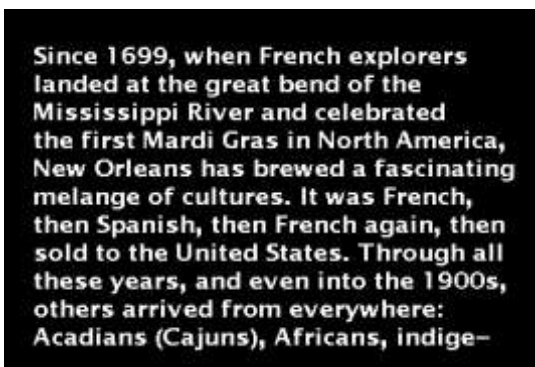 Since 1699, when French explorers
landed at the great bend of the
Mississippi River and celebrated
the first Mardi Gras in North America,
New Orleans has brewed a fascinating
melange of cultures. It was French,
then Spanish, then French again, then
sold to the United States. Through all
these years, and even into the 1900s,
others arrived from everywhere:
Acadians (Cajuns), Africans, indige-